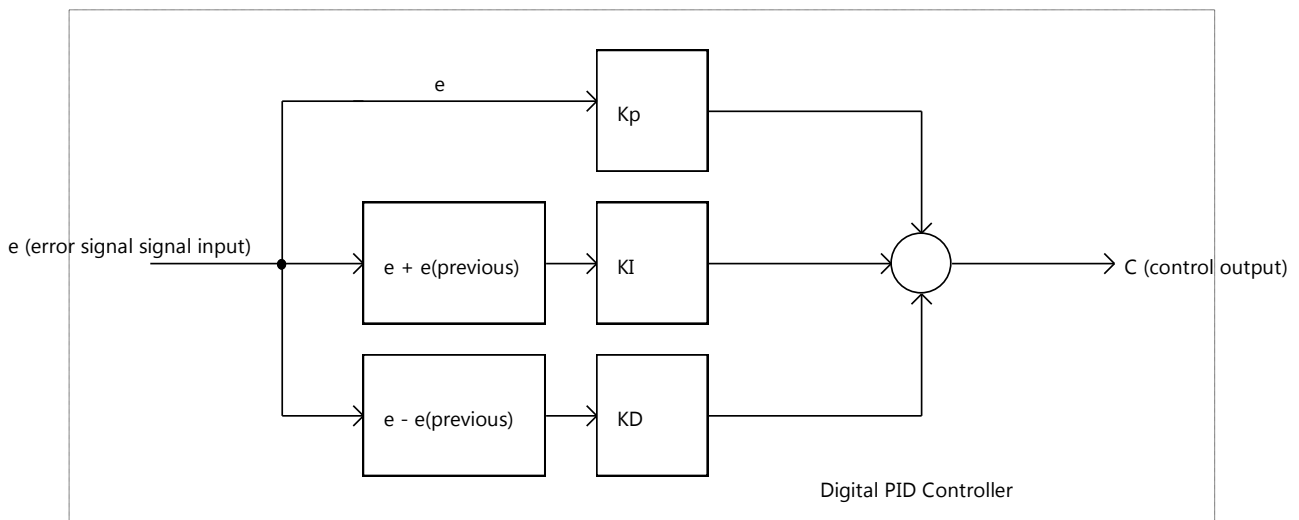 e
Kp
e (error signal signal input)
e + e(previous)
KI
C (control output)
e - e(previous)
KD
Digital PID Controller